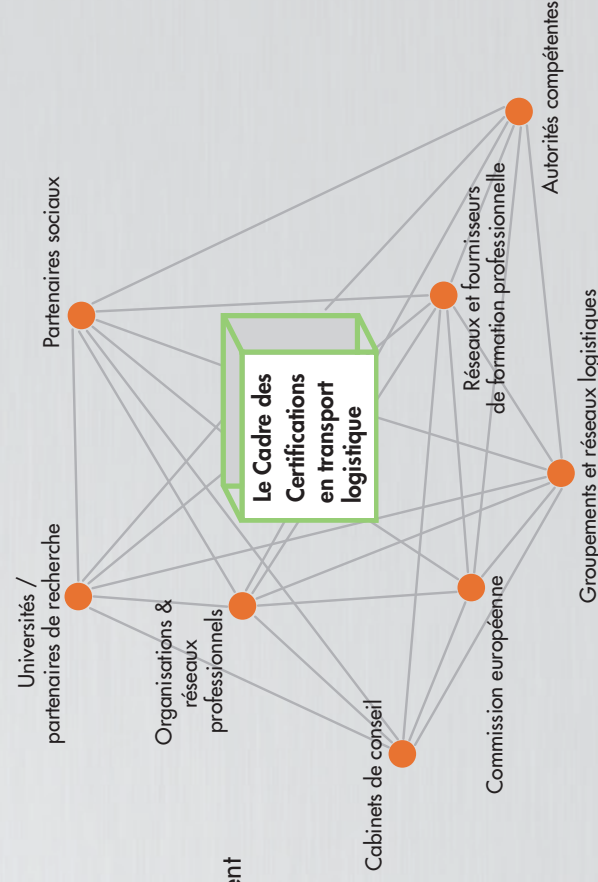 Universités /
partenaires de recherche
Partenaires sociaux
Organisations &
réseaux
professionnels
Le Cadre des
Certifications
en transport
logistique
Cabinets de conseil
Commission européenne
Réseaux et fournisseurs
de formation professionnelle
Autorités compétentes
Groupements et réseaux logistiques